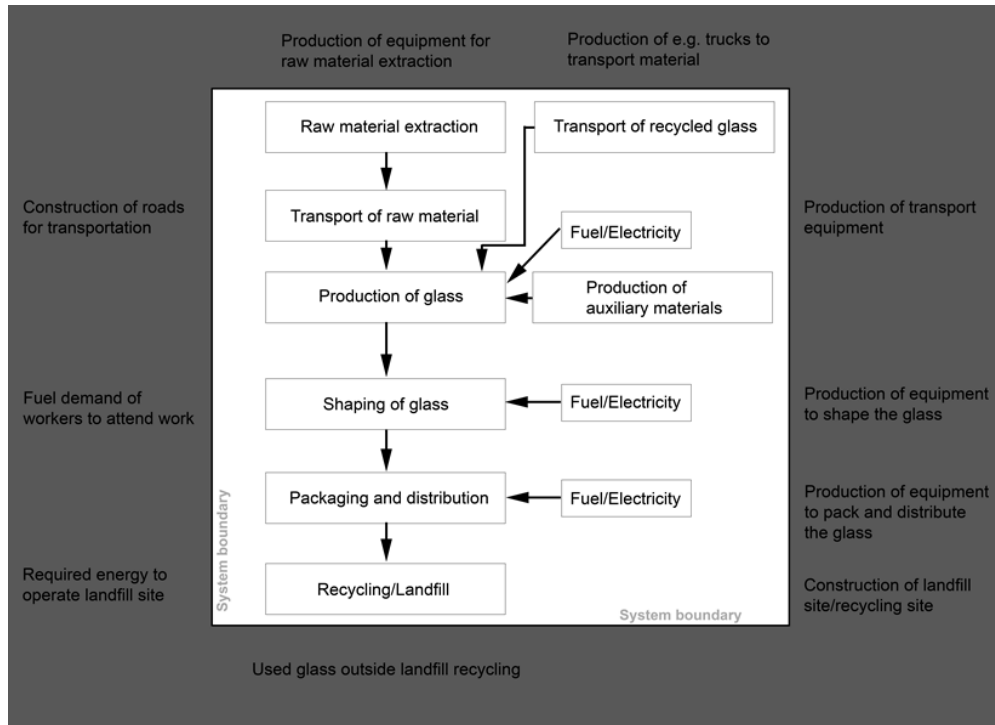 Production of equipment for
raw material extraction
Production of e.g. trucks to
transport material
Raw material extraction
Transport of recycled glass
Construction of roads
for transportation
Transport of raw material
Fuel/Electricity
Production of transport
equipment
Production of glass
Production of
auxiliary materials
Fuel demand of
workers to attend work
Shaping of glass
Fuel/Electricity
Production of equipment
to shape the glass
Packaging and distribution
Fuel/Electricity
Production of equipment
to pack and distribute
the glass
Required energy to
operate landfill site
System boundary
Recycling/Landfill
Construction of landfill
site/recycling site
System boundary
Used glass outside landfill recycling